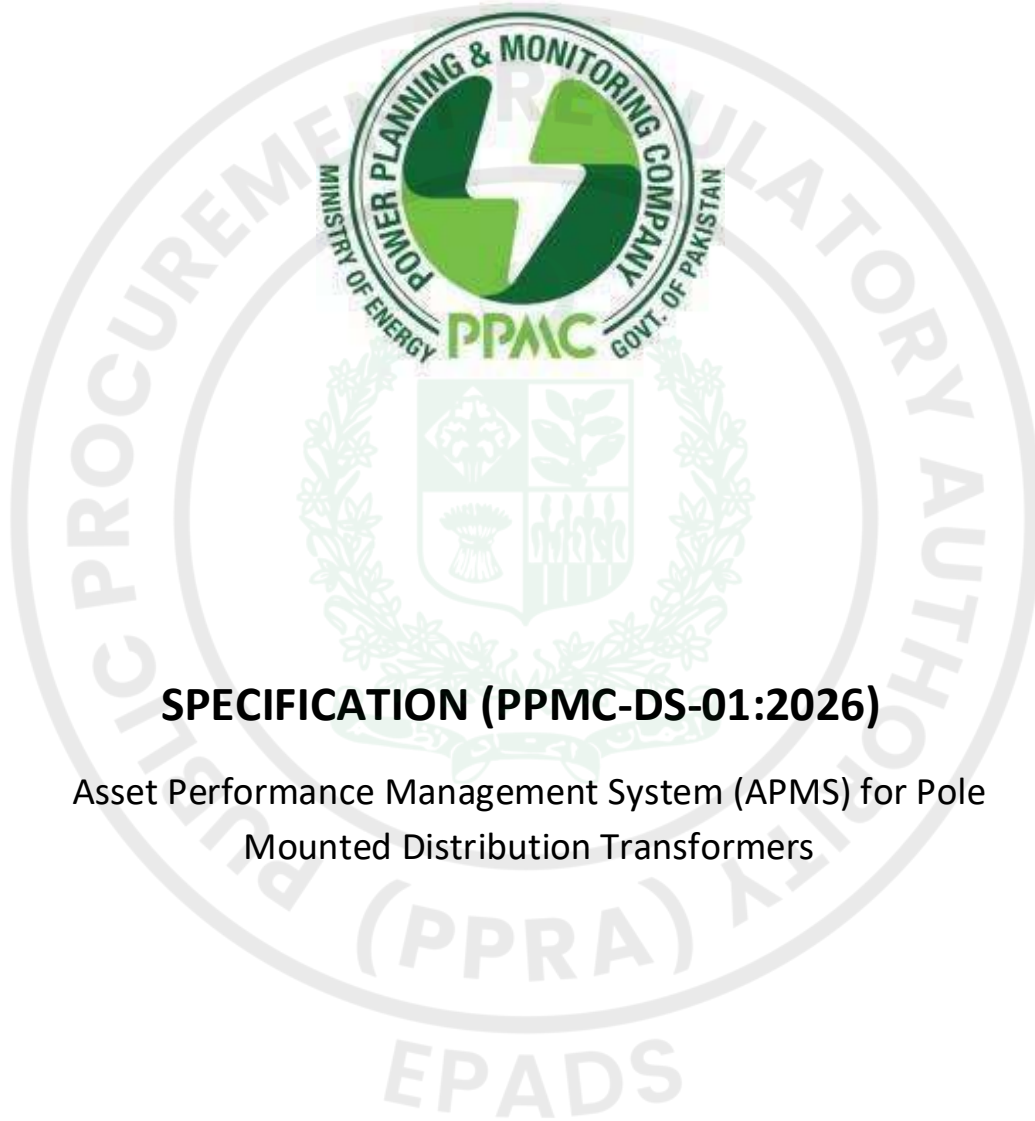 POWER PLANNING & MONITORING COMPANY
MINISTRY OF ENERGY
GOVT. OF PAKISTAN
PPMC
PUBLIC PROCUREMENT REGULATORY AUTHORITY
SPECIFICATION (PPMC-DS-01:2026)
Asset Performance Management System (APMS) for Pole
Mounted Distribution Transformers
(PPRA)
EPADS